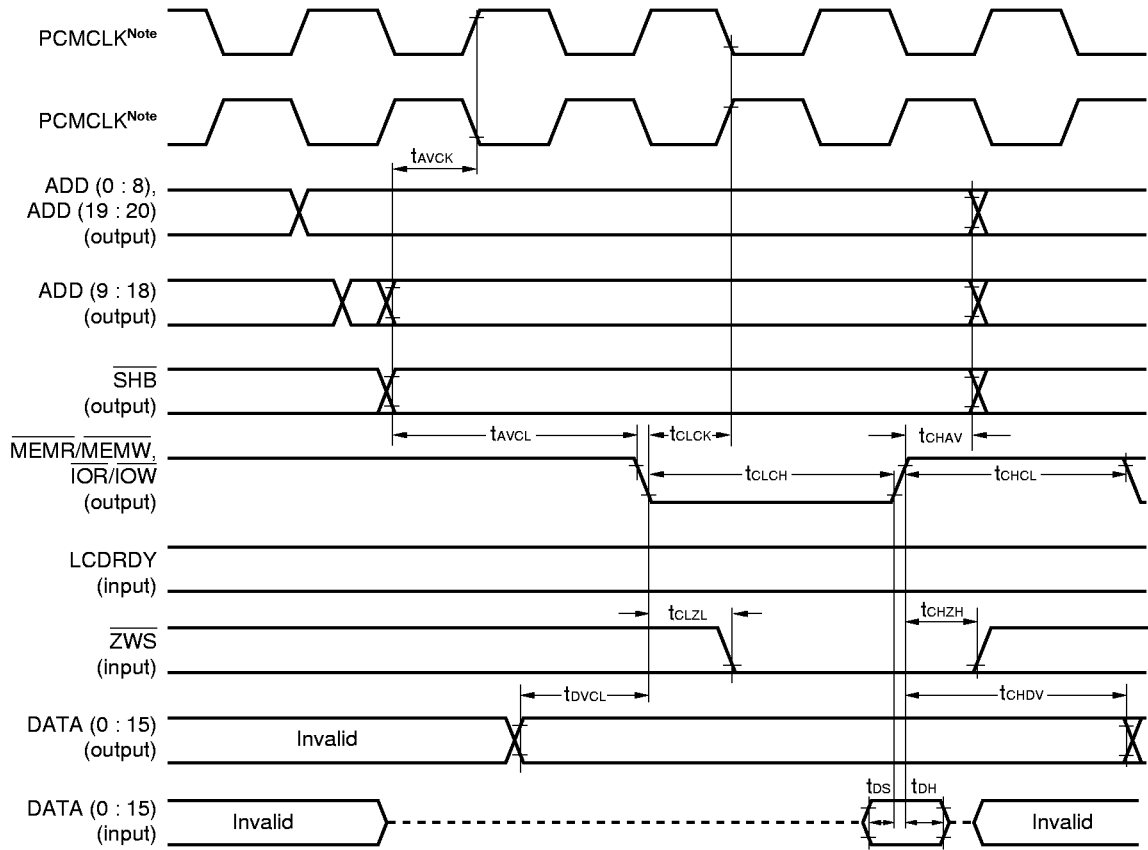 PCMCLKNote
PCMCLKNote
tAVCK
ADD (0 : 8),
ADD (19 : 20)
(output)
ADD (9 : 18)
(output)
SHB
(output)
tAVCL
tCLCK
tCHAV
MEMR/MEMW,
IOR/IOW
(output)
tCLCH
tCHCL
LCDRDY
(input)
tCLZL
tCHZH
ZWS
(input)
tDVCL
tCHDV
DATA (0 : 15)
(output)
Invalid
tDS
tDH
DATA (0 : 15)
(input)
Invalid
Invalid